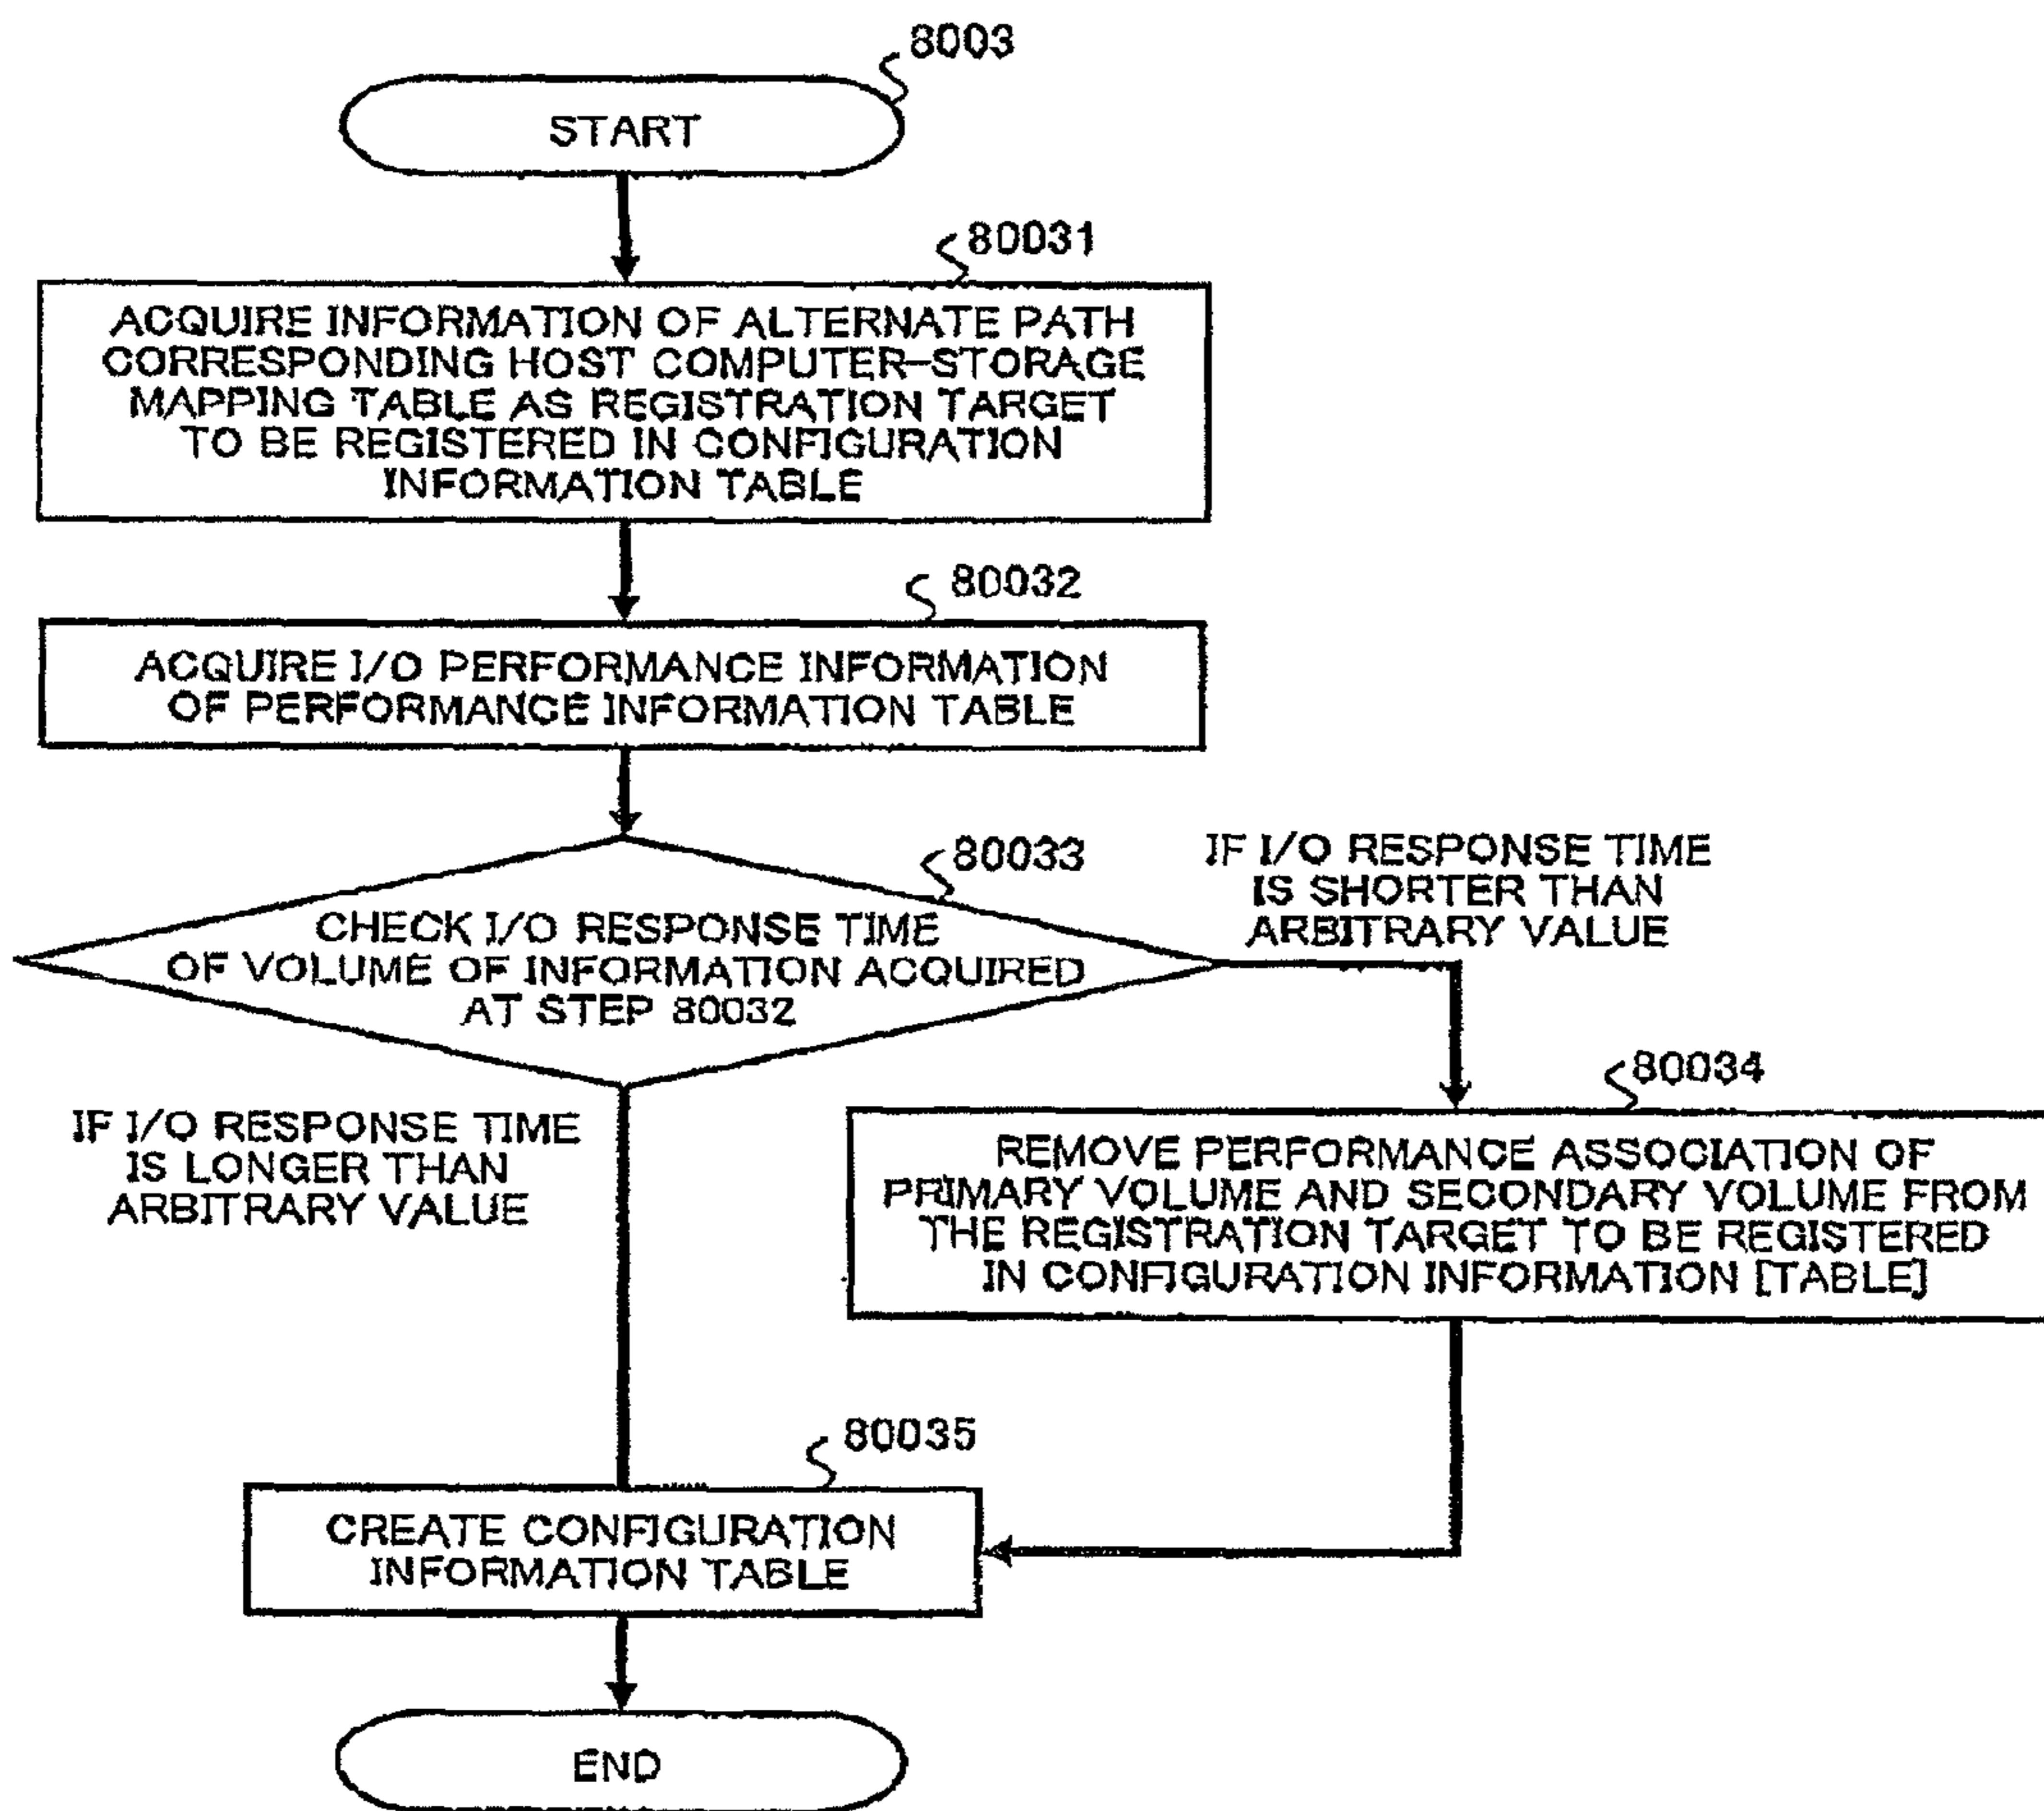 8003
START
80031
ACQUIRE INFORMATION OF ALTERNATE PATH
CORRESPONDING HOST COMPUTER-STORAGE
MAPPING TABLE AS REGISTRATION TARGET
TO BE REGISTERED IN CONFIGURATION
INFORMATION TABLE
80032
ACQUIRE I/O PERFORMANCE INFORMATION
OF PERFORMANCE INFORMATION TABLE
80033
CHECK I/O RESPONSE TIME
OF VOLUME OF INFORMATION ACQUIRED
AT STEP 80032
IF I/O RESPONSE TIME
IS SHORTER THAN
ARBITRARY VALUE
80034
REMOVE PERFORMANCE ASSOCIATION OF
PRIMARY VOLUME AND SECONDARY VOLUME FROM
THE REGISTRATION TARGET TO BE REGISTERED
IN CONFIGURATION INFORMATION [TABLE]
IF I/O RESPONSE TIME
IS LONGER THAN
ARBITRARY VALUE
80035
CREATE CONFIGURATION
INFORMATION TABLE
END